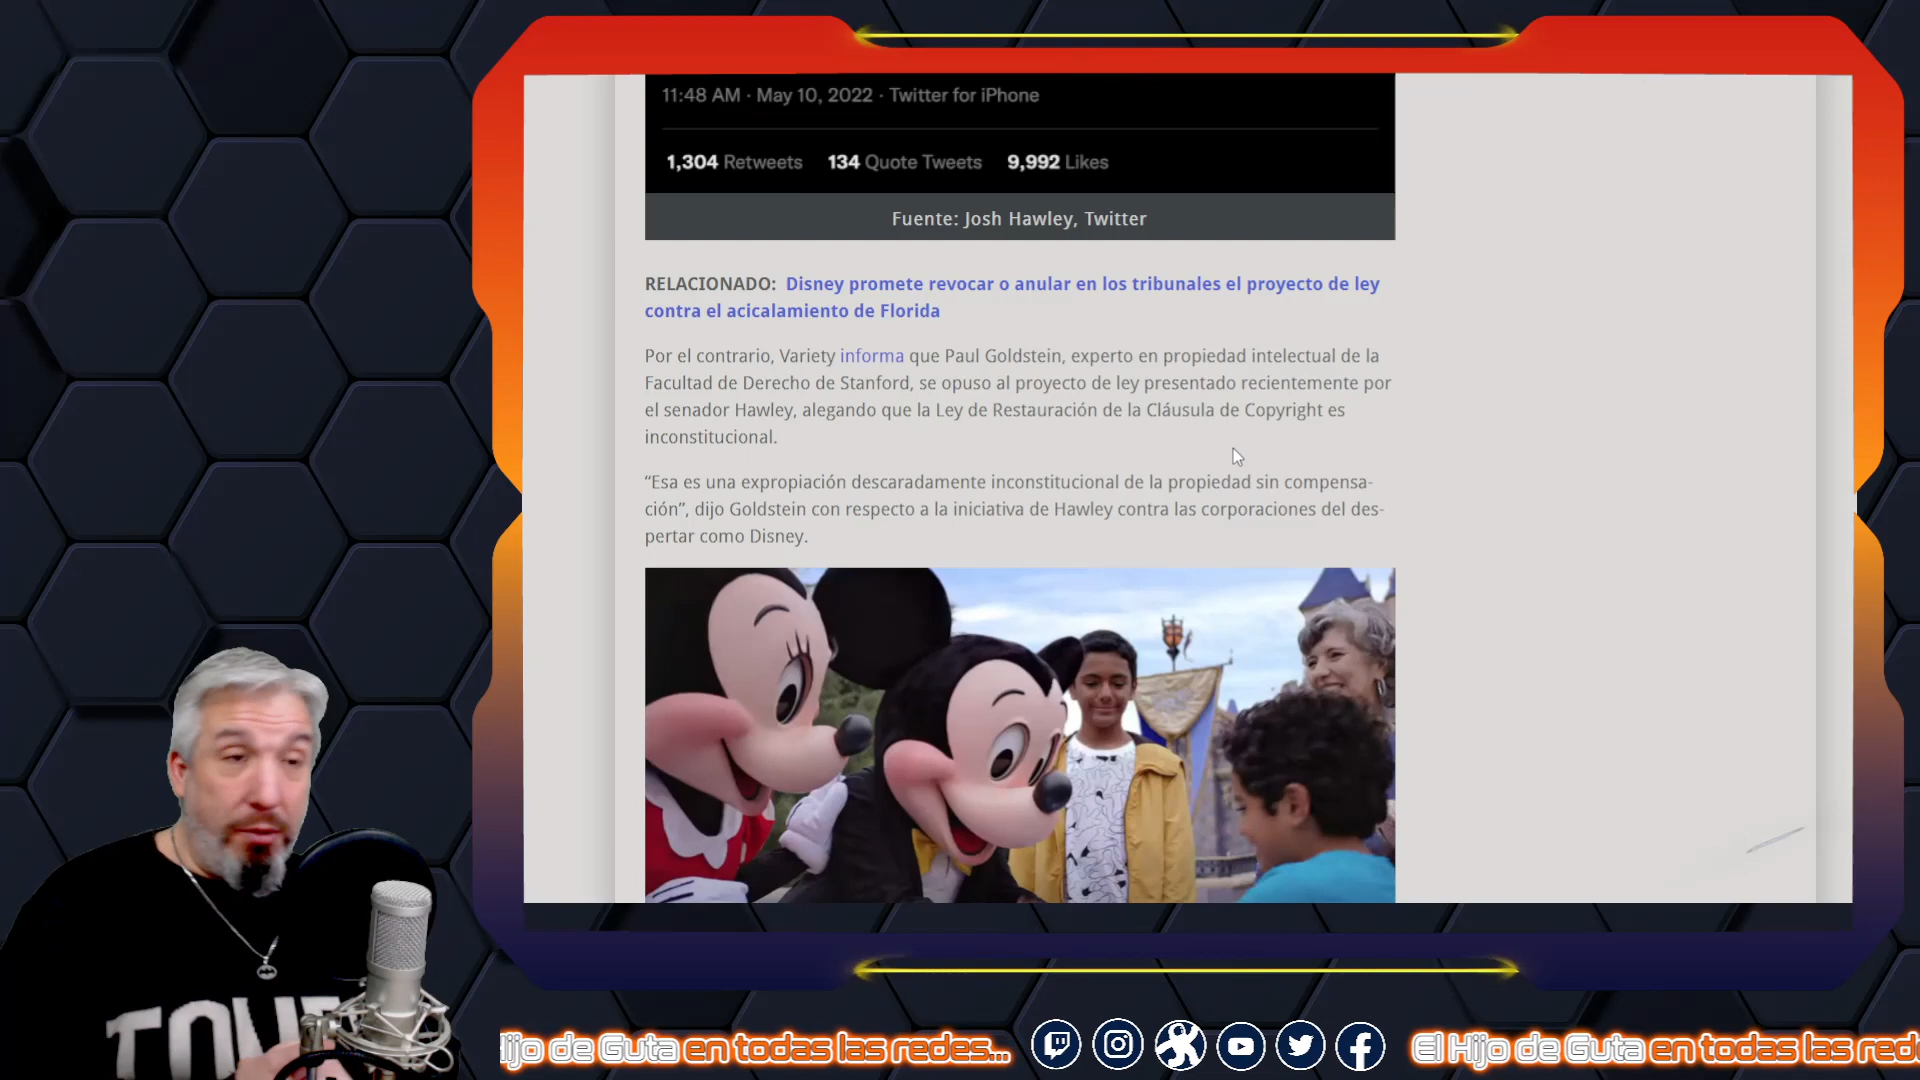 11:48 AM · May 10, 2022 · Twitter for iPhone
1,304 Retweets 134 Quote Tweets 9,992 Likes
Fuente: Josh Hawley, Twitter
RELACIONADO: Disney promete revocar o anular en los tribunales el proyecto de ley
contra el acicalamiento de Florida
Por el contrario, Variety informa que Paul Goldstein, experto en propiedad intelectual de la
Facultad de Derecho de Stanford, se opuso al proyecto de ley presentado recientemente por
el senador Hawley, alegando que la Ley de Restauración de la Cláusula de Copyright es
inconstitucional.
“Esa es una expropiación descaradamente inconstitucional de la propiedad sin compensa-
ción”, dijo Goldstein con respecto a la iniciativa de Hawley contra las corporaciones del des-
pertar como Disney.
Hijo de Guta en todas las redes... El Hijo de Guta en todas las red